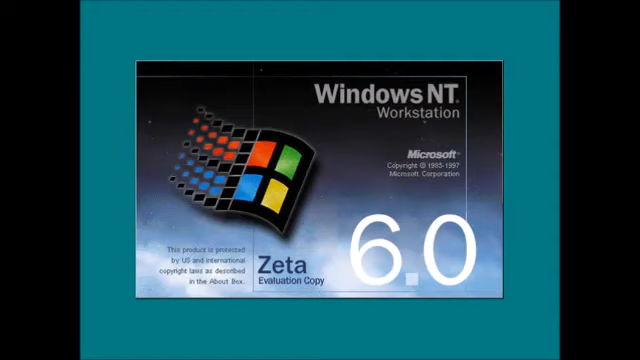 Windows NT
Workstation
Microsoft
Copyright © 1985-1997
Microsoft Corporation
6.0
This product is protected
by US and international
copyright laws as described
in the About Box.
Zeta
Evaluation Copy